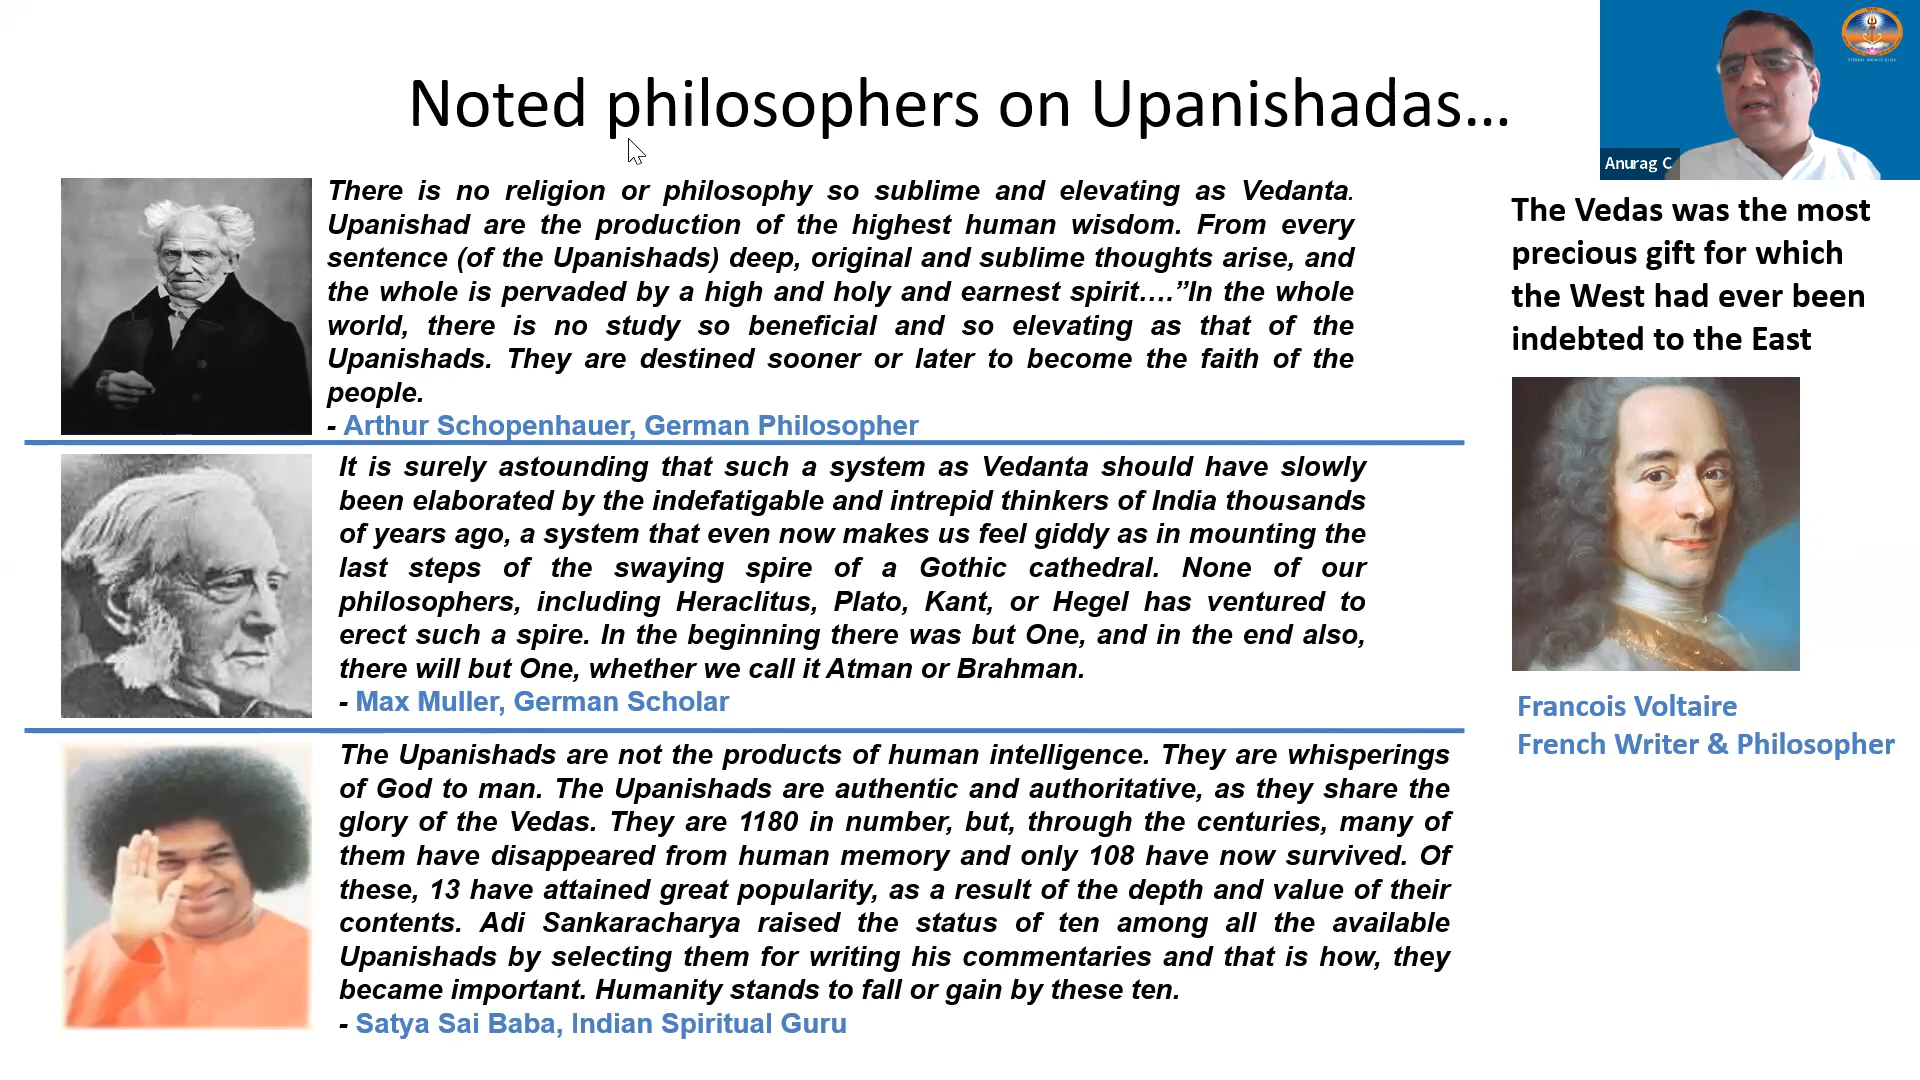 Noted philosophers on Upanishadas...
Anurag C
There is no religion or philosophy so sublime and elevating as Vedanta.
Upanishad are the production of the highest human wisdom. From every
sentence (of the Upanishads) deep, original and sublime thoughts arise, and
the whole is pervaded by a high and holy and earnest spirit….”In the whole
world, there is no study so beneficial and so elevating as that of the
Upanishads. They are destined sooner or later to become the faith of the
people.
- Arthur Schopenhauer, German Philosopher
It is surely astounding that such a system as Vedanta should have slowly
been elaborated by the indefatigable and intrepid thinkers of India thousands
of years ago, a system that even now makes us feel giddy as in mounting the
last steps of the swaying spire of a Gothic cathedral. None of our
philosophers, including Heraclitus, Plato, Kant, or Hegel has ventured to
erect such a spire. In the beginning there was but One, and in the end also,
there will but One, whether we call it Atman or Brahman.
- Max Muller, German Scholar
The Upanishads are not the products of human intelligence. They are whisperings
of God to man. The Upanishads are authentic and authoritative, as they share the
glory of the Vedas. They are 1180 in number, but, through the centuries, many of
them have disappeared from human memory and only 108 have now survived. Of
these, 13 have attained great popularity, as a result of the depth and value of their
contents. Adi Sankaracharya raised the status of ten among all the available
Upanishads by selecting them for writing his commentaries and that is how, they
became important. Humanity stands to fall or gain by these ten.
- Satya Sai Baba, Indian Spiritual Guru
The Vedas was the most
precious gift for which
the West had ever been
indebted to the East
Francois Voltaire
French Writer & Philosopher